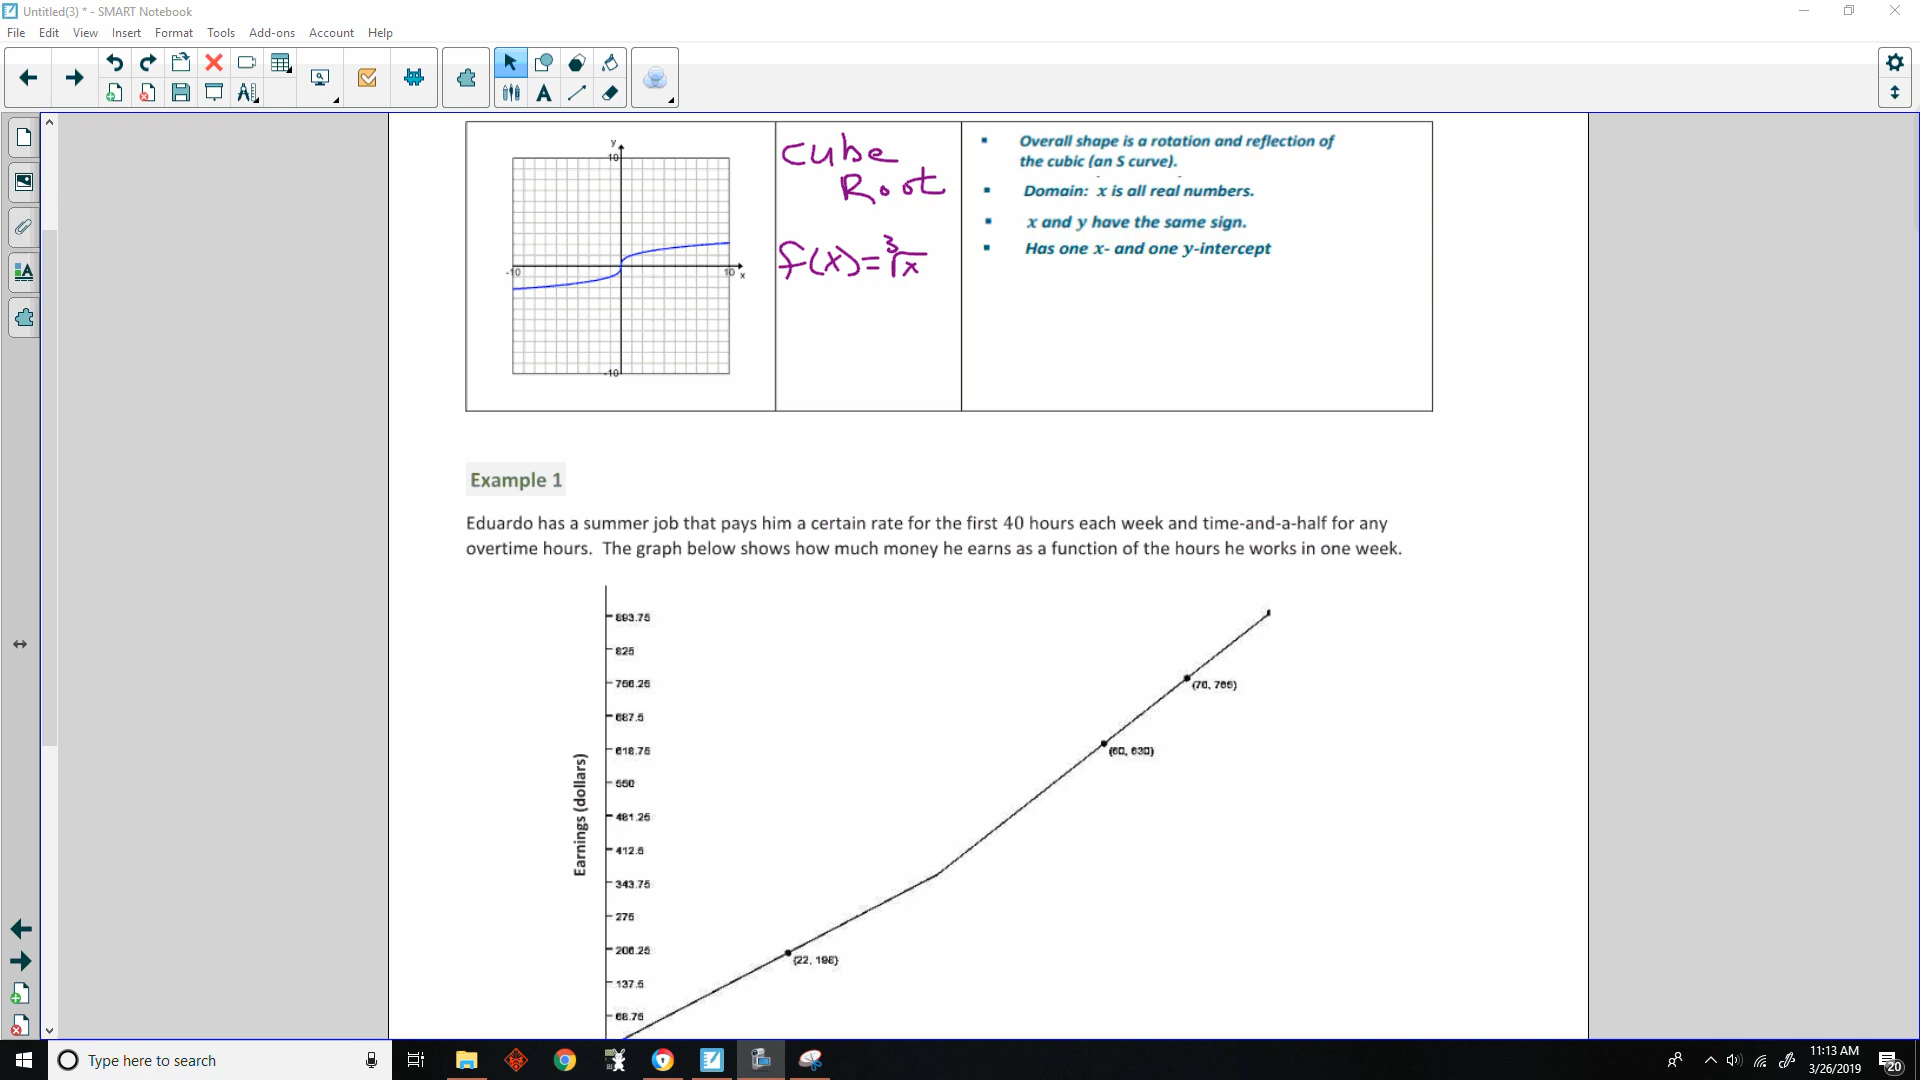 Untitled(3) * - SMART Notebook
File Edit View Insert Format Tools Add-ons Account Help
y
10
-10
10 x
-10
Cube
Root
f(x)=∛x
▪ Overall shape is a rotation and reflection of
the cubic (an S curve).
▪ Domain: x is all real numbers.
▪ x and y have the same sign.
▪ Has one x- and one y-intercept
Example 1
Eduardo has a summer job that pays him a certain rate for the first 40 hours each week and time-and-a-half for any
overtime hours. The graph below shows how much money he earns as a function of the hours he works in one week.
Earnings (dollars)
893.75
825
756.25
687.5
618.75
550
481.25
412.5
343.75
275
206.25
137.5
68.75
(70, 765)
(60, 630)
(22, 198)
Type here to search
11:13 AM
3/26/2019
20